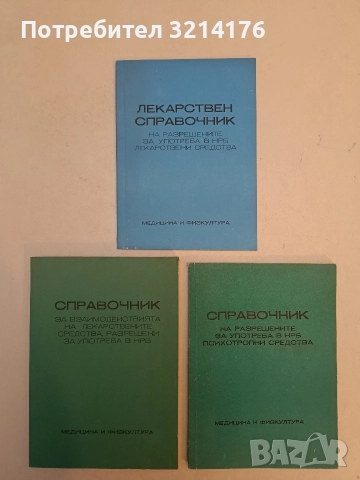 Потребител 3214176
ЛЕКАРСТВЕН
СПРАВОЧНИК
НА РАЗРЕШЕНИТЕ
ЗА УПОТРЕБА В НРБ
ЛЕКАРСТВЕНИ СРЕДСТВА
МЕДИЦИНА И ФИЗКУЛТУРА
СПРАВОЧНИК
ЗА ВЗАИМОДЕЙСТВИЯТА
НА ЛЕКАРСТВЕНИТЕ
СРЕДСТВА, РАЗРЕШЕНИ
ЗА УПОТРЕБА В НРБ
МЕДИЦИНА И ФИЗКУЛТУРА
СПРАВОЧНИК
НА РАЗРЕШЕНИТЕ
ЗА УПОТРЕБА В НРБ
ПСИХОТРОПНИ СРЕДСТВА
МЕДИЦИНА И ФИЗКУЛТУРА
BAZAR